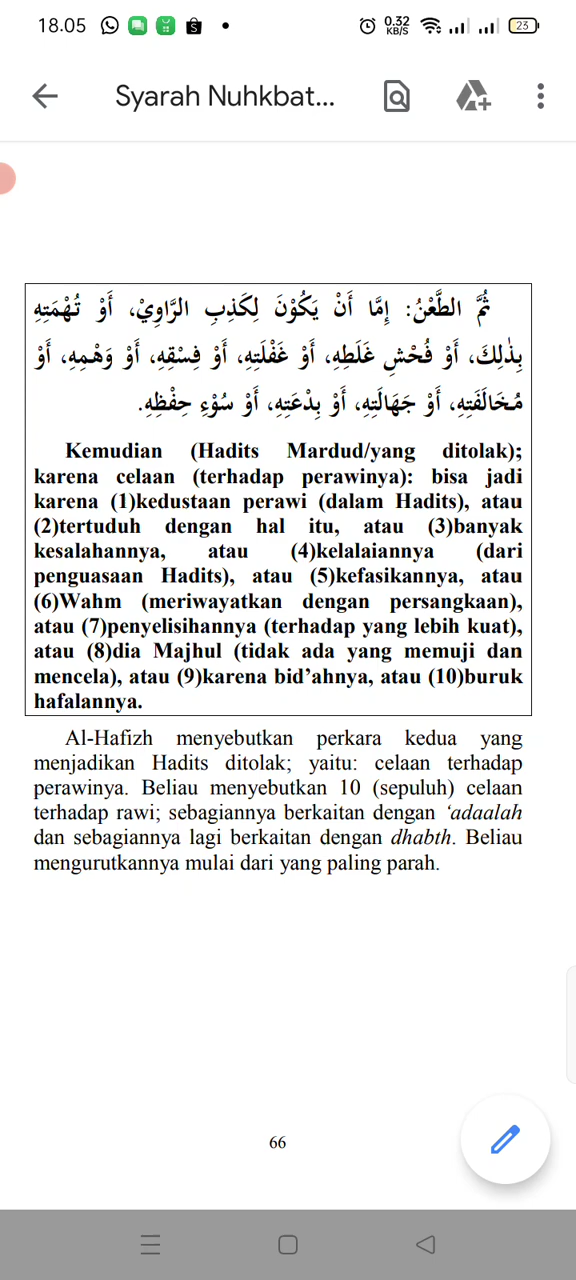 18.05
0.32
KB/S
23
Syarah Nuhkbat...
ثُمَّ الطَّعْنُ: إِمَّا أَنْ يَكُوْنَ لِكَذِبِ الرَّاوِيْ، أَوْ تُهْمَتِهِ
بِذٰلِكَ، أَوْ فُحْشِ غَلَطِهِ، أَوْ غَفْلَتِهِ، أَوْ فِسْقِهِ، أَوْ وَهْمِهِ، أَوْ
مُخَالَفَتِهِ، أَوْ جَهَالَتِهِ، أَوْ بِدْعَتِهِ، أَوْ سُوْءِ حِفْظِهِ.
Kemudian (Hadits Mardud/yang ditolak);
karena celaan (terhadap perawinya): bisa jadi
karena (1)kedustaan perawi (dalam Hadits), atau
(2)tertuduh dengan hal itu, atau (3)banyak
kesalahannya, atau (4)kelalaiannya (dari
penguasaan Hadits), atau (5)kefasikannya, atau
(6)Wahm (meriwayatkan dengan persangkaan),
atau (7)penyelisihannya (terhadap yang lebih kuat),
atau (8)dia Majhul (tidak ada yang memuji dan
mencela), atau (9)karena bid’ahnya, atau (10)buruk
hafalannya.
Al-Hafizh menyebutkan perkara kedua yang
menjadikan Hadits ditolak; yaitu: celaan terhadap
perawinya. Beliau menyebutkan 10 (sepuluh) celaan
terhadap rawi; sebagiannya berkaitan dengan ‘adaalah
dan sebagiannya lagi berkaitan dengan dhabth. Beliau
mengurutkannya mulai dari yang paling parah.
66